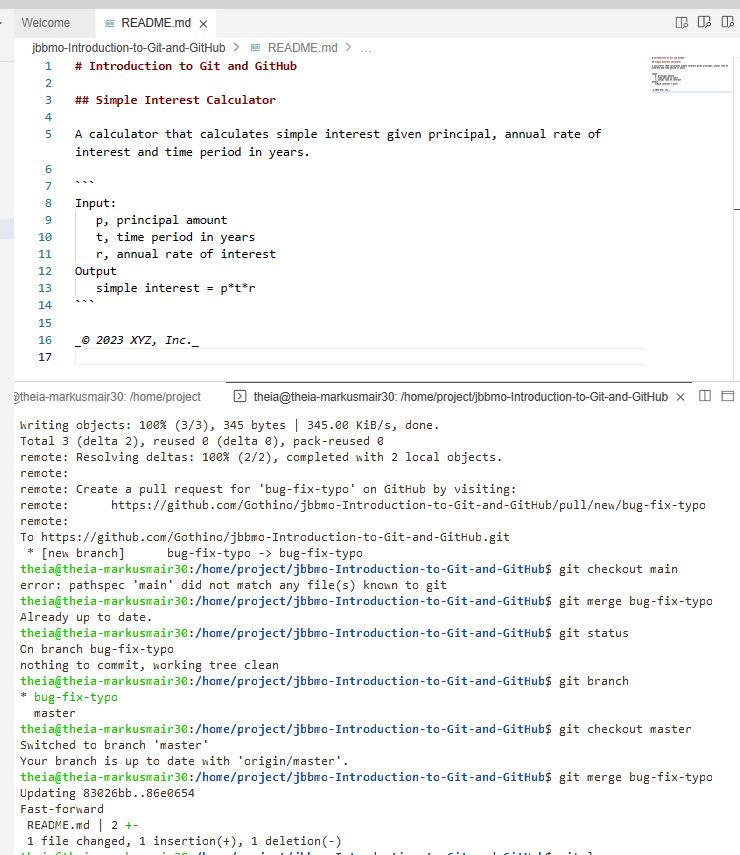 Welcome
README.md ×
jbbmo-Introduction-to-Git-and-GitHub > README.md > ...
1 # Introduction to Git and GitHub
2
3 ## Simple Interest Calculator
4
5 A calculator that calculates simple interest given principal, annual rate of
interest and time period in years.
6
7 ```
8 Input:
9 p, principal amount
10 t, time period in years
11 r, annual rate of interest
12 Output
13 simple interest = p*t*r
14 ```
15
16 _© 2023 XYZ, Inc._
17
theia-markusmair30: /home/project
theia@theia-markusmair30: /home/project/jbbmo-Introduction-to-Git-and-GitHub ×
Writing objects: 100% (3/3), 345 bytes | 345.00 KiB/s, done.
Total 3 (delta 2), reused 0 (delta 0), pack-reused 0
remote: Resolving deltas: 100% (2/2), completed with 2 local objects.
remote:
remote: Create a pull request for 'bug-fix-typo' on GitHub by visiting:
remote: https://github.com/Gothino/jbbmo-Introduction-to-Git-and-GitHub/pull/new/bug-fix-typo
remote:
To https://github.com/Gothino/jbbmo-Introduction-to-Git-and-GitHub.git
* [new branch] bug-fix-typo -> bug-fix-typo
theia@theia-markusmair30:/home/project/jbbmo-Introduction-to-Git-and-GitHub$ git checkout main
error: pathspec 'main' did not match any file(s) known to git
theia@theia-markusmair30:/home/project/jbbmo-Introduction-to-Git-and-GitHub$ git merge bug-fix-typo
Already up to date.
theia@theia-markusmair30:/home/project/jbbmo-Introduction-to-Git-and-GitHub$ git status
On branch bug-fix-typo
nothing to commit, working tree clean
theia@theia-markusmair30:/home/project/jbbmo-Introduction-to-Git-and-GitHub$ git branch
* bug-fix-typo
master
theia@theia-markusmair30:/home/project/jbbmo-Introduction-to-Git-and-GitHub$ git checkout master
Switched to branch 'master'
Your branch is up to date with 'origin/master'.
theia@theia-markusmair30:/home/project/jbbmo-Introduction-to-Git-and-GitHub$ git merge bug-fix-typo
Updating 83026bb..86e0654
Fast-forward
README.md | 2 +-
1 file changed, 1 insertion(+), 1 deletion(-)